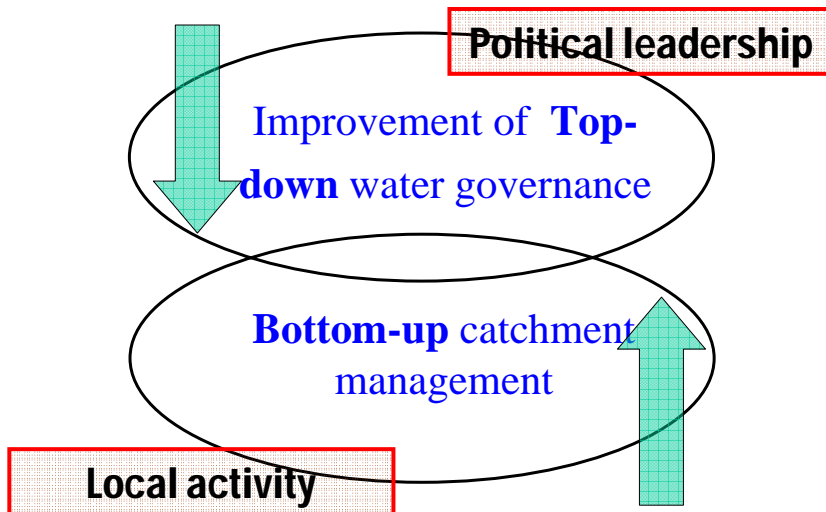 Political leadership
Improvement of Top-
down water governance
Bottom-up catchment
management
Local activity